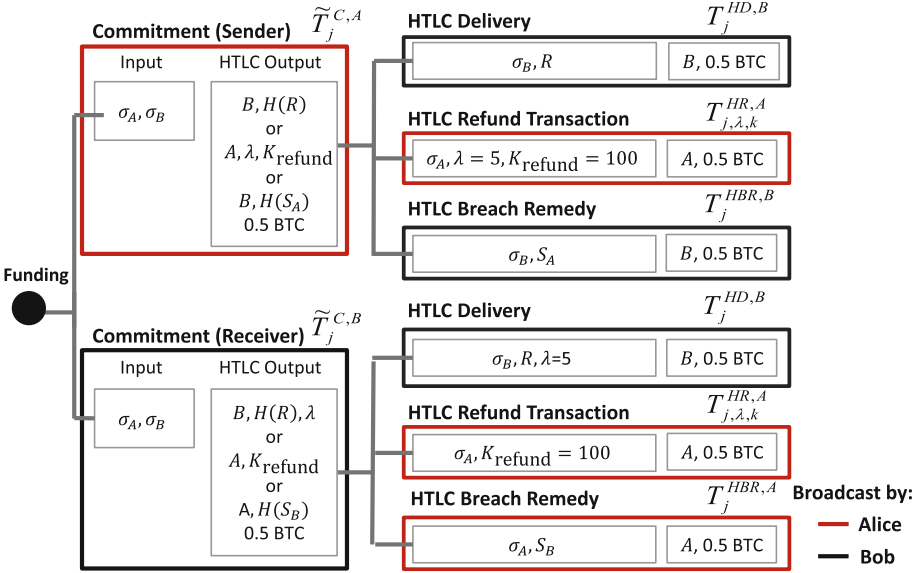 Commitment (Sender) T̃_j^{C,A}
Input
HTLC Output
σ_A, σ_B
B, H(R)
or
A, λ, K_refund
or
B, H(S_A)
0.5 BTC
HTLC Delivery T_j^{HD,B}
σ_B, R
B, 0.5 BTC
HTLC Refund Transaction T_{j,λ,k}^{HR,A}
σ_A, λ = 5, K_refund = 100
A, 0.5 BTC
HTLC Breach Remedy T_j^{HBR,B}
σ_B, S_A
B, 0.5 BTC
Funding
Commitment (Receiver) T̃_j^{C,B}
Input
HTLC Output
σ_A, σ_B
B, H(R), λ
or
A, K_refund
or
A, H(S_B)
0.5 BTC
HTLC Delivery T_j^{HD,B}
σ_B, R, λ=5
B, 0.5 BTC
HTLC Refund Transaction T_{j,λ,k}^{HR,A}
σ_A, K_refund = 100
A, 0.5 BTC
HTLC Breach Remedy T_j^{HBR,A}
σ_A, S_B
A, 0.5 BTC
Broadcast by:
Alice
Bob